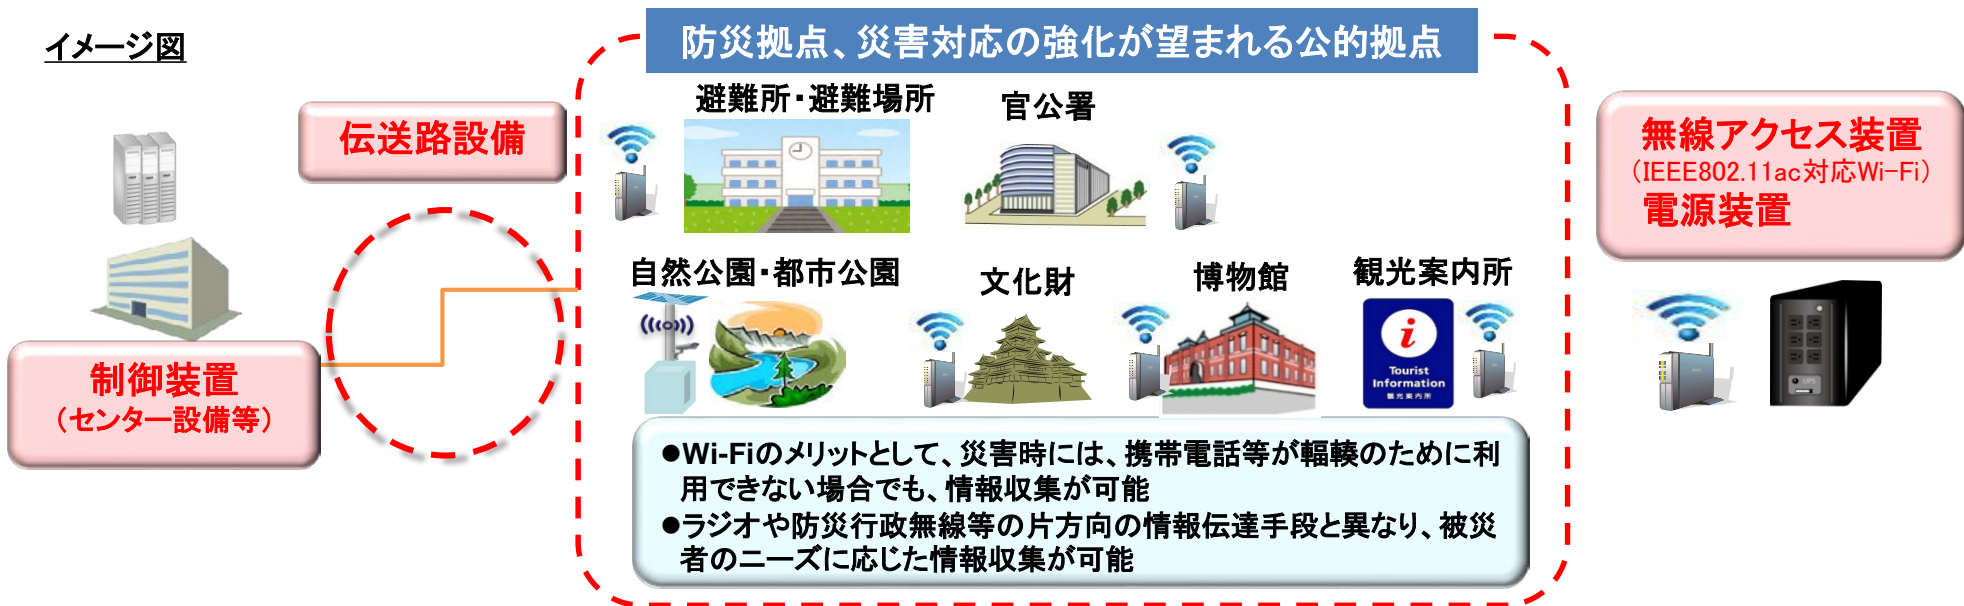 イメージ図
防災拠点、災害対応の強化が望まれる公的拠点
伝送路設備
避難所・避難場所
官公署
無線アクセス装置
（IEEE802.11ac対応Wi-Fi）
電源装置
自然公園・都市公園
文化財
博物館
観光案内所
i
Tourist
Information
観光案内所
制御装置
（センター設備等）
●Wi-Fiのメリットとして、災害時には、携帯電話等が輻輳のために利
用できない場合でも、情報収集が可能
●ラジオや防災行政無線等の片方向の情報伝達手段と異なり、被災
者のニーズに応じた情報収集が可能